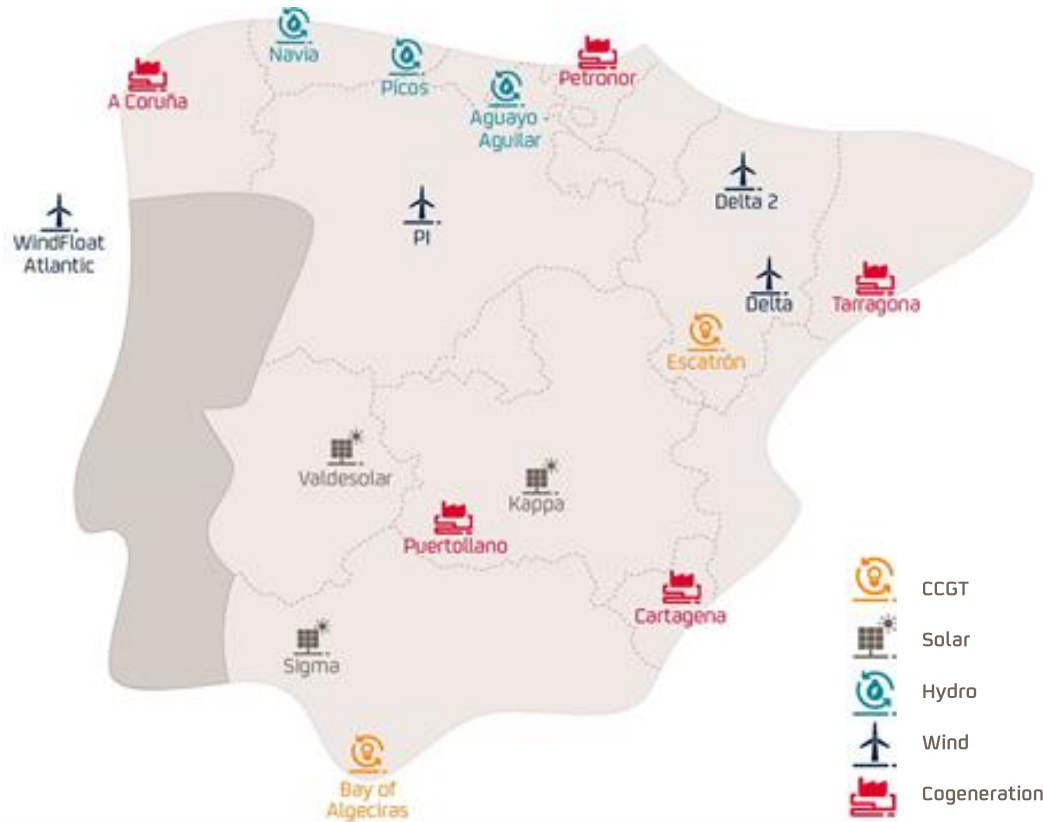 Navia
Picos
Petronor
A Coruña
Aguayo -
Aguilar
Delta 2
WindFloat
Atlantic
PI
Delta
Tarragona
Escatrón
Valdesolar
Kappa
Puertollano
Cartagena
Sigma
Bay of
Algeciras
CCGT
Solar
Hydro
Wind
Cogeneration